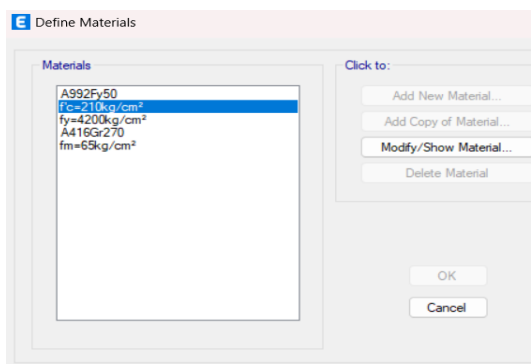 E Define Materials
Materials
A992Fy50
f'c=210kg/cm²
fy=4200kg/cm²
A416Gr270
fm=65kg/cm²
Click to:
Add New Material...
Add Copy of Material...
Modify/Show Material...
Delete Material
OK
Cancel